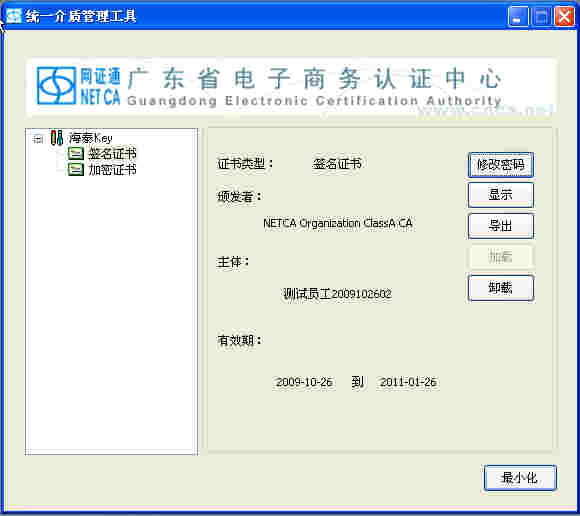 统一介质管理工具
网证通
NETCA
广东省电子商务认证中心
Guangdong Electronic Certification Authority
www.cnca.net
海泰Key
签名证书
加密证书
证书类型： 签名证书
修改密码
颁发者：
显示
NETCA Organization ClassA CA
导出
主体：
加载
测试员工2009102602
卸载
有效期：
2009-10-26 到 2011-01-26
最小化